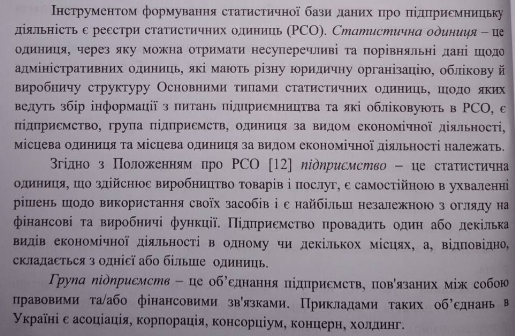 Інструментом формування статистичної бази даних про підприємницьку
діяльність є реєстри статистичних одиниць (РСО). Статистична одиниця – це
одиниця, через яку можна отримати несуперечливі та порівняльні дані щодо
адміністративних одиниць, які мають різну юридичну організацію, облікову й
виробничу структуру Основними типами статистичних одиниць, щодо яких
ведуть збір інформації з питань підприємництва та які обліковують в РСО, є
підприємство, група підприємств, одиниця за видом економічної діяльності,
місцева одиниця та місцева одиниця за видом економічної діяльності належать.
Згідно з Положенням про РСО [12] підприємство – це статистична
одиниця, що здійснює виробництво товарів і послуг, є самостійною в ухваленні
рішень щодо використання своїх засобів і є найбільш незалежною з огляду на
фінансові та виробничі функції. Підприємство провадить один або декілька
видів економічної діяльності в одному чи декількох місцях, а, відповідно,
складається з однієї або більше одиниць.
Група підприємств – це об’єднання підприємств, пов'язаних між собою
правовими та/або фінансовими зв'язками. Прикладами таких об’єднань в
Україні є асоціація, корпорація, консорціум, концерн, холдинг.